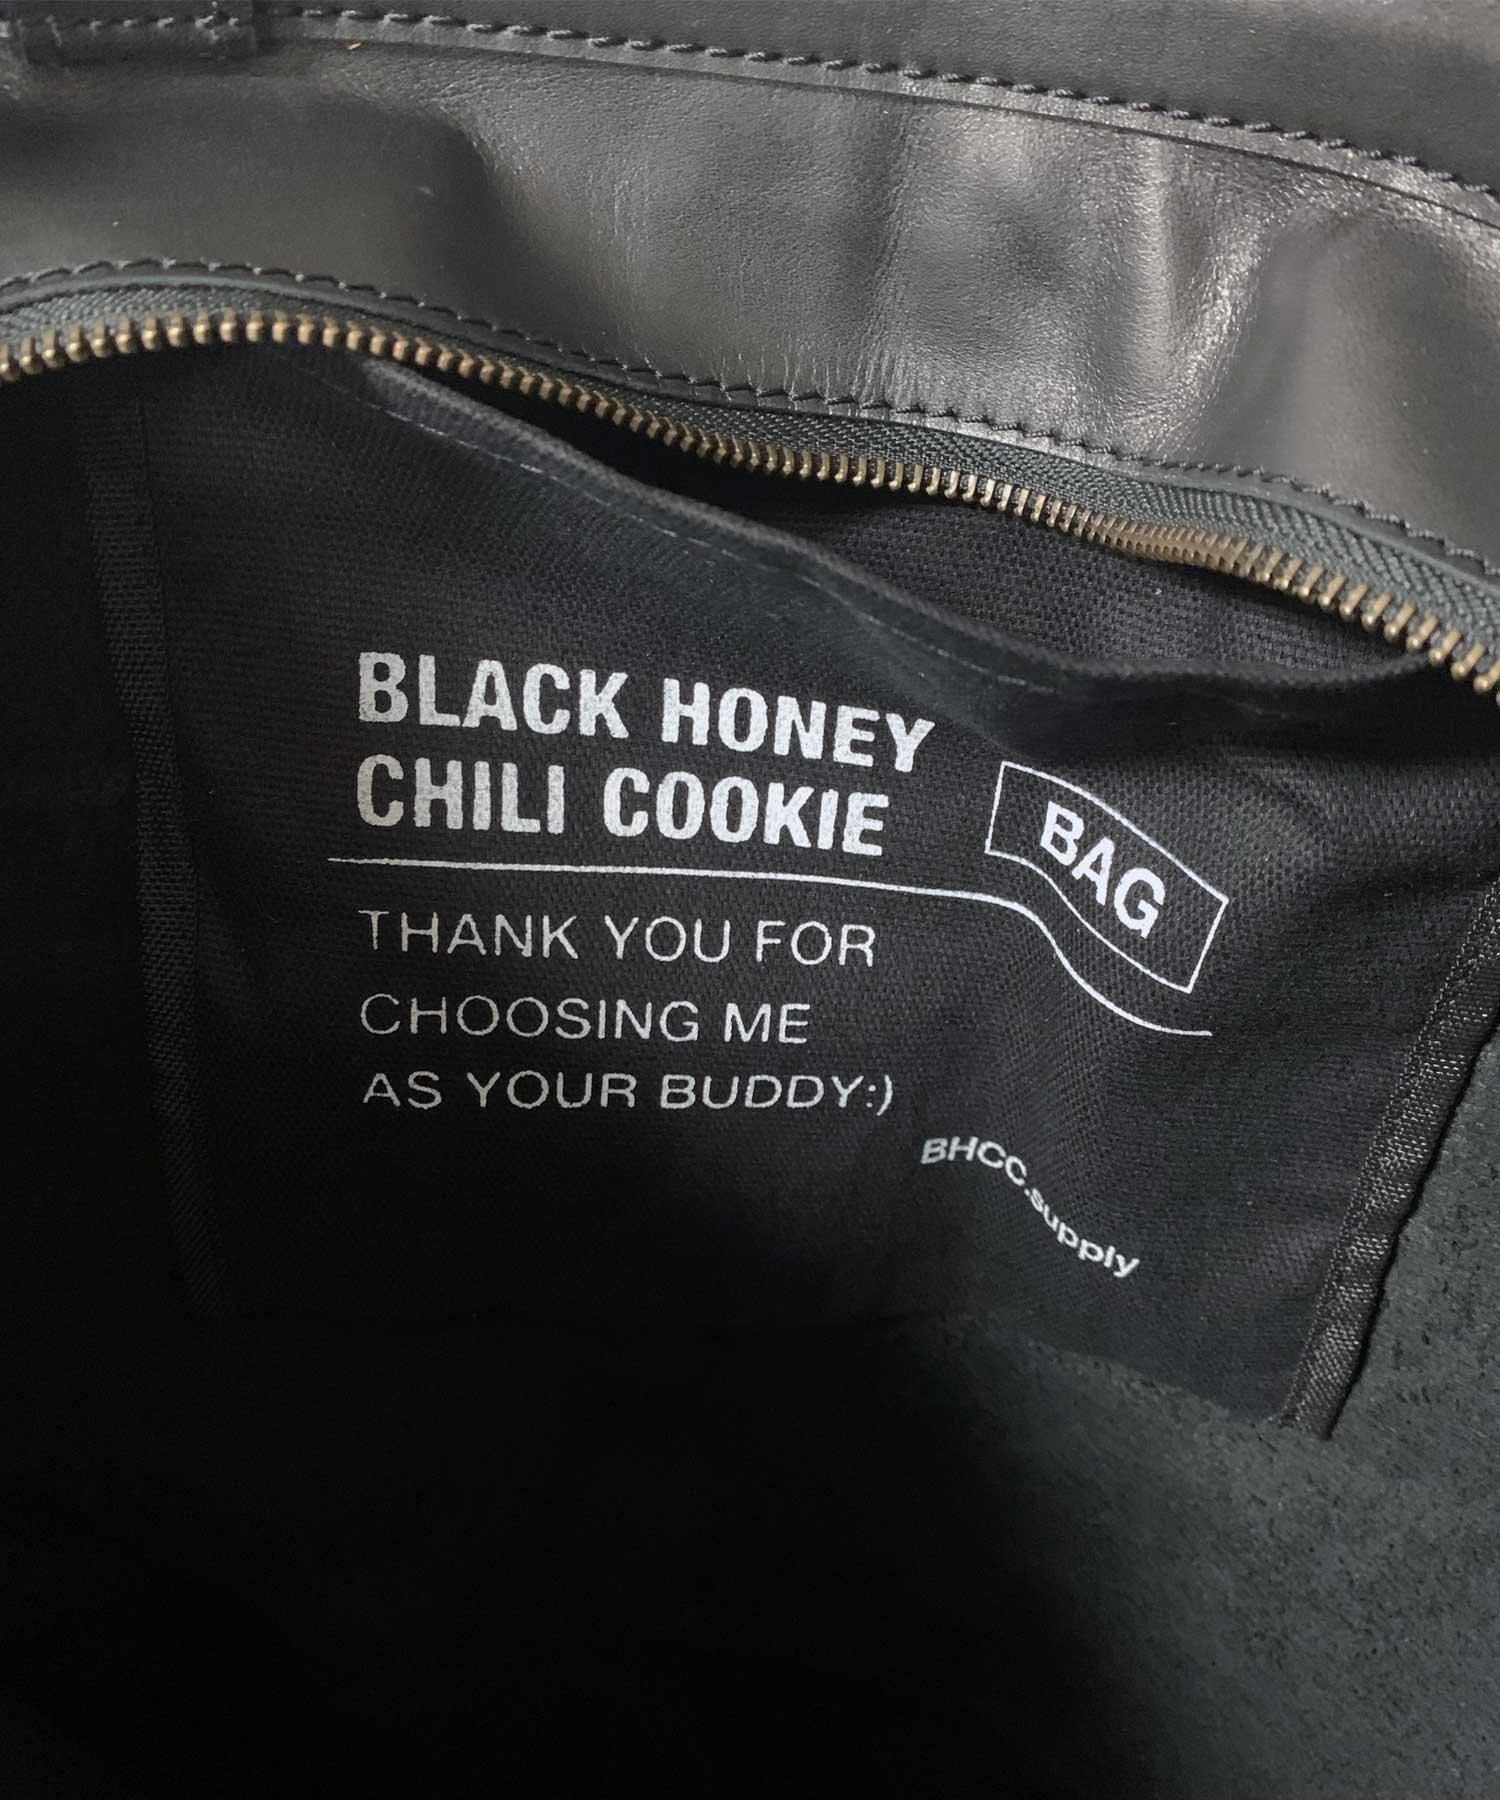 BLACK HONEY
CHILI COOKIE
BAG
THANK YOU FOR
CHOOSING ME
AS YOUR BUDDY:)
BHCC.supply